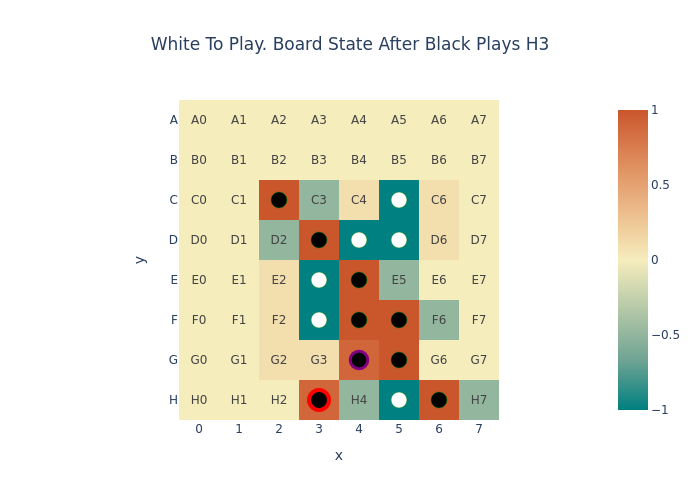 White To Play. Board State After Black Plays H3
A A0 A1 A2 A3 A4 A5 A6 A7
B B0 B1 B2 B3 B4 B5 B6 B7
C C0 C1 C3 C4 C6 C7
D D0 D1 D2 D6 D7
E E0 E1 E2 E5 E6 E7
F F0 F1 F2 F6 F7
G G0 G1 G2 G3 G6 G7
H H0 H1 H2 H4 H7
0 1 2 3 4 5 6 7
x
y
1
0.5
0
−0.5
−1